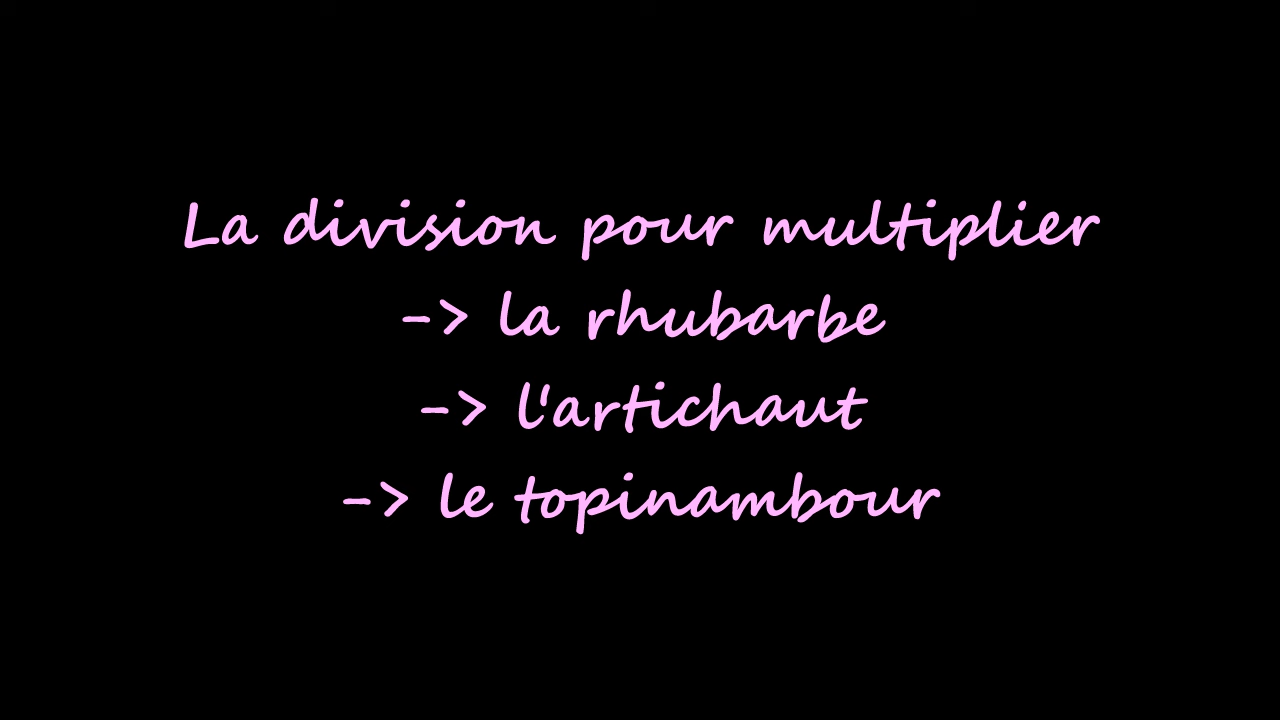 La division pour multiplier
-> la rhubarbe
-> l'artichaut
-> le topinambour